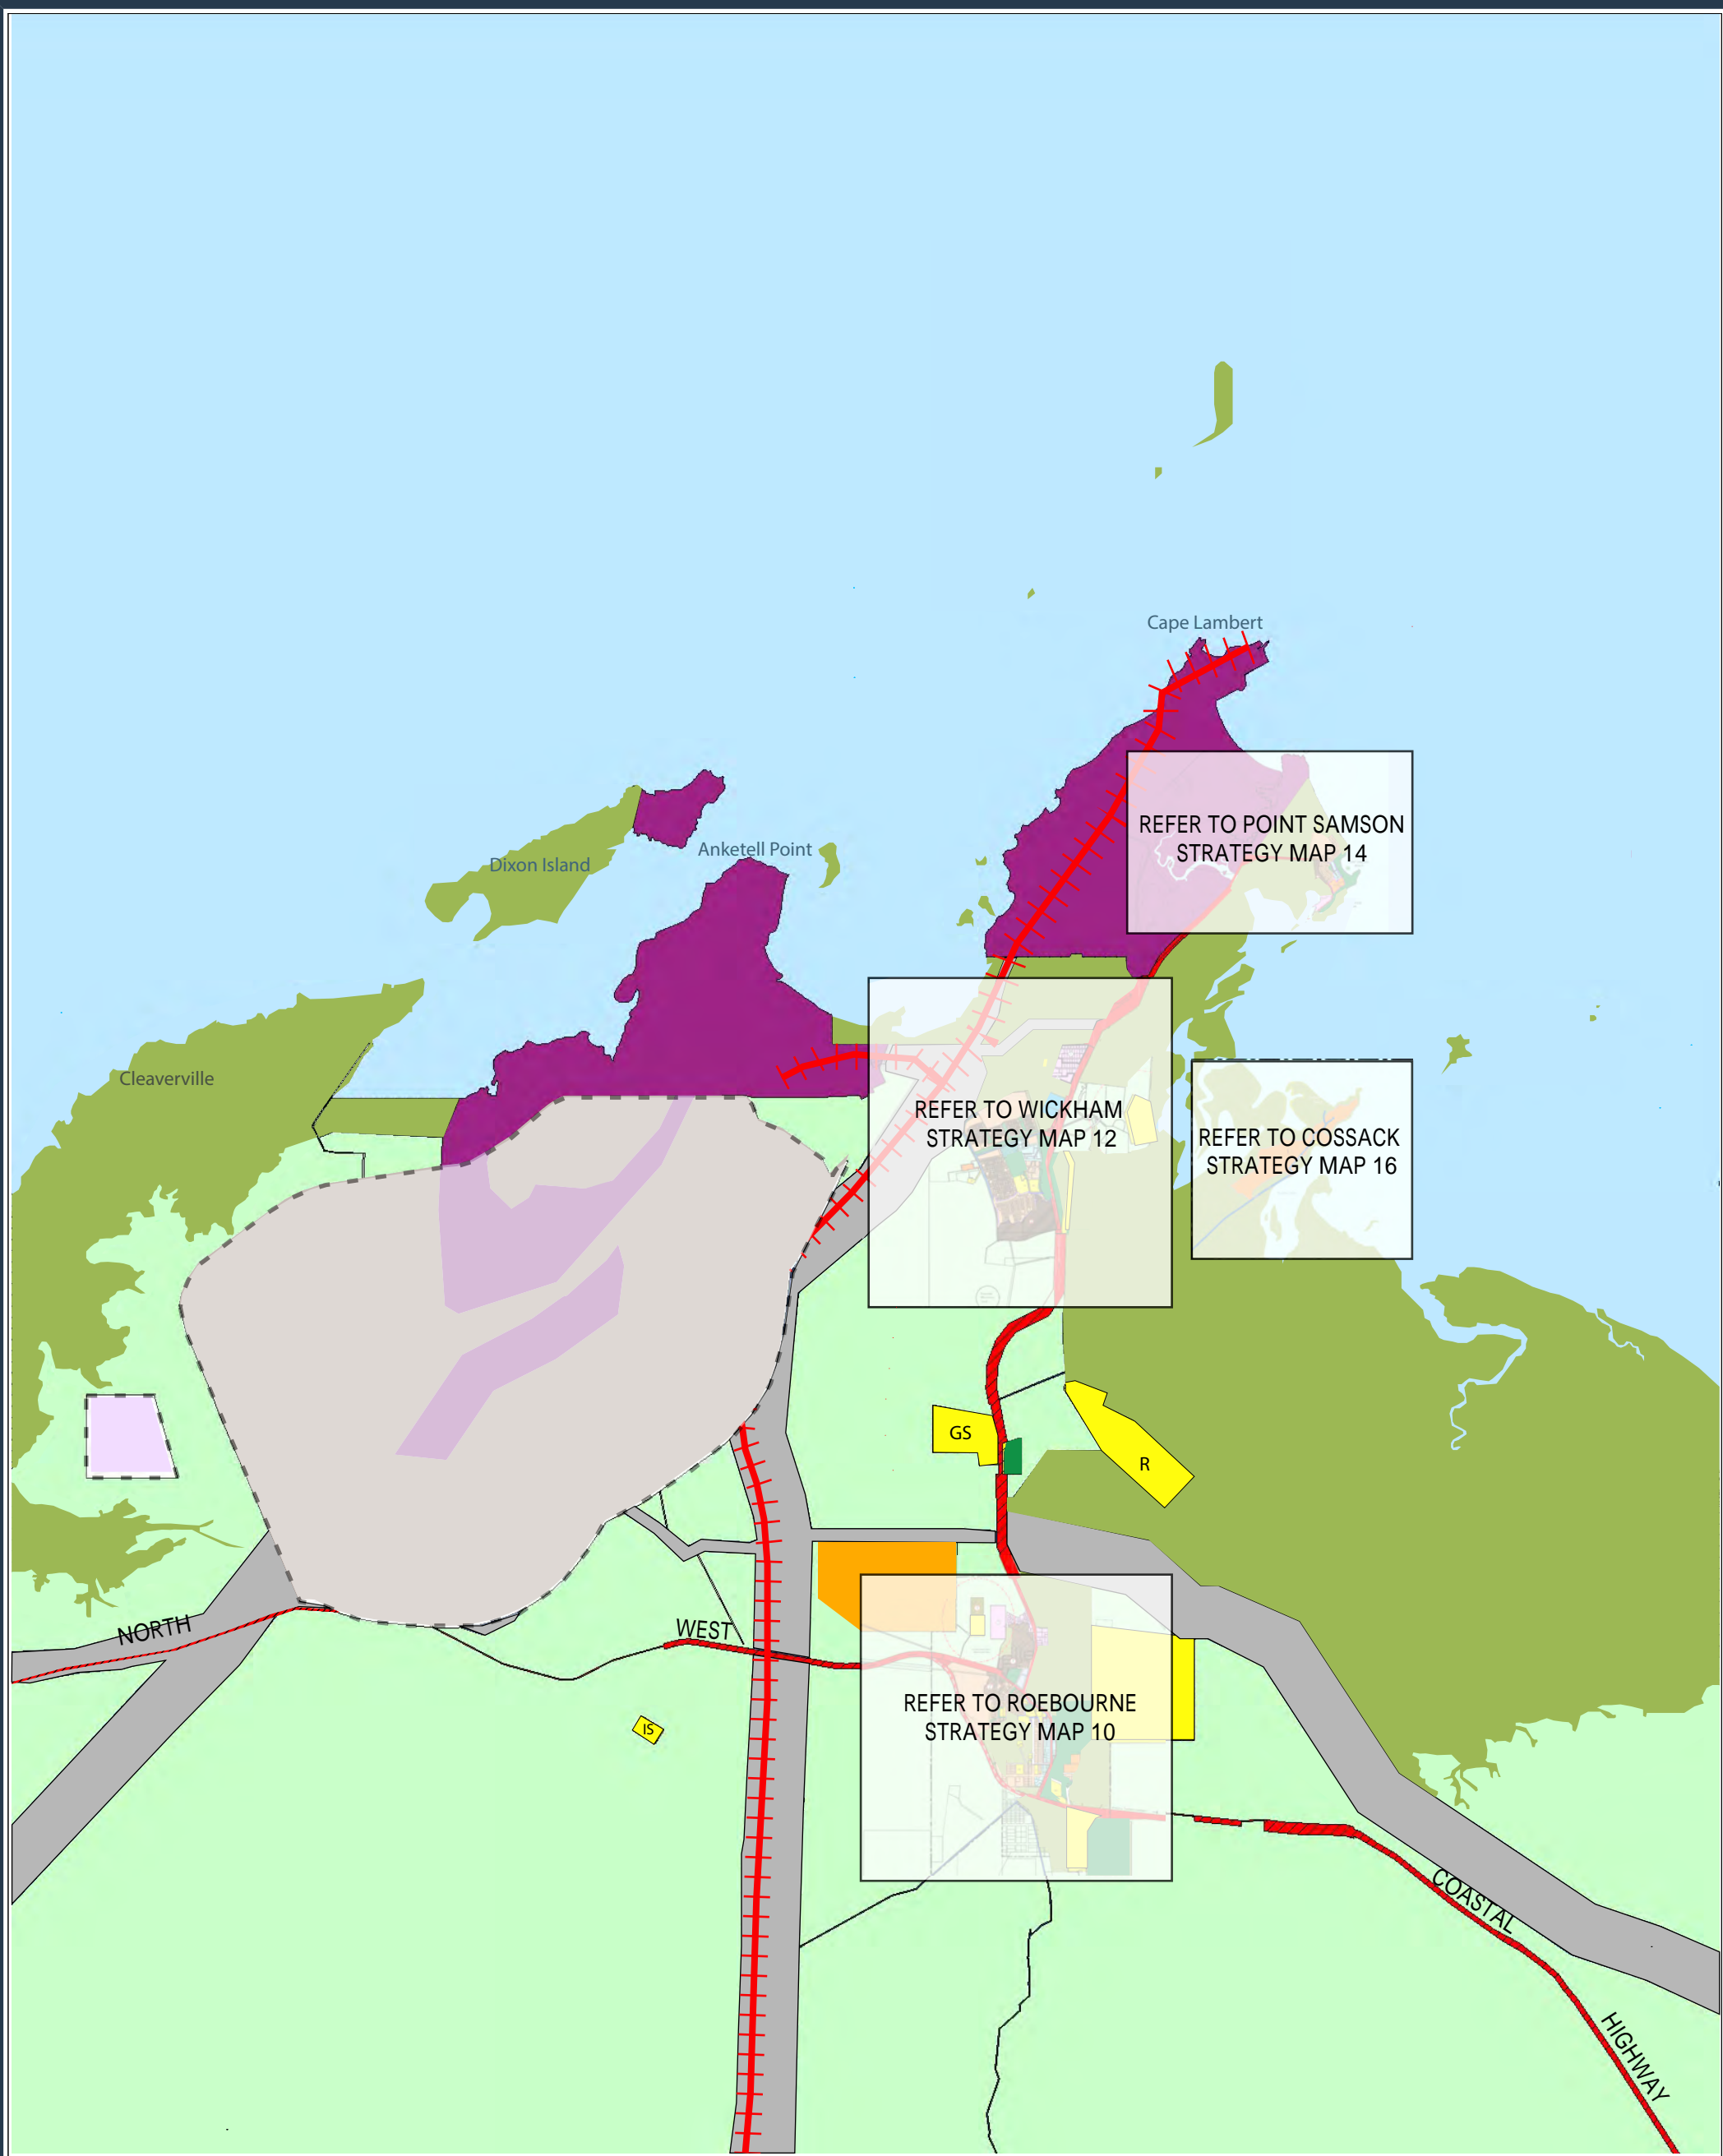 Cape Lambert
REFER TO POINT SAMSON
STRATEGY MAP 14
Anketell Point
Dixon Island
Cleaverville
REFER TO WICKHAM
STRATEGY MAP 12
REFER TO COSSACK
STRATEGY MAP 16
GS
R
NORTH
WEST
REFER TO ROEBOURNE
STRATEGY MAP 10
IS
COASTAL
HIGHWAY